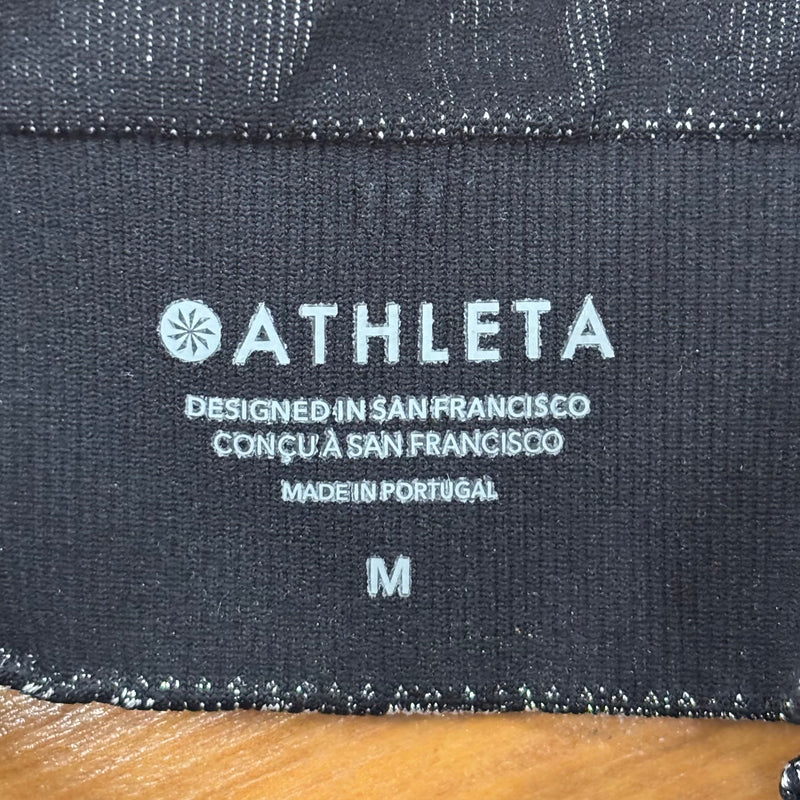 ATHLETA
DESIGNED IN SAN FRANCISCO
CONÇU À SAN FRANCISCO
MADE IN PORTUGAL
M